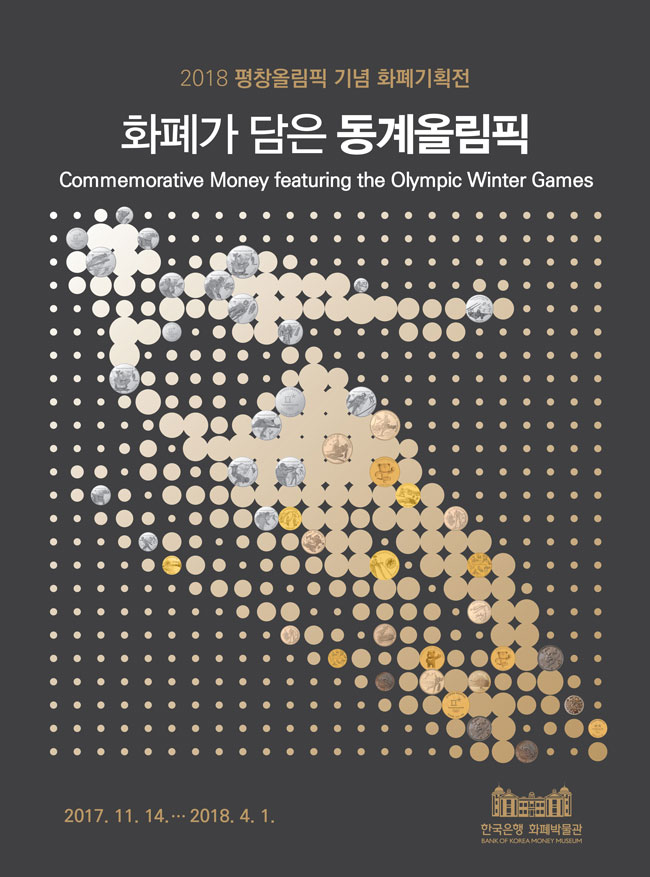 2018 평창올림픽 기념 화폐기획전
화폐가 담은 동계올림픽
Commemorative Money featuring the Olympic Winter Games
2017. 11. 14.··· 2018. 4. 1.
한국은행 화폐박물관
BANK OF KOREA MONEY MUSEUM